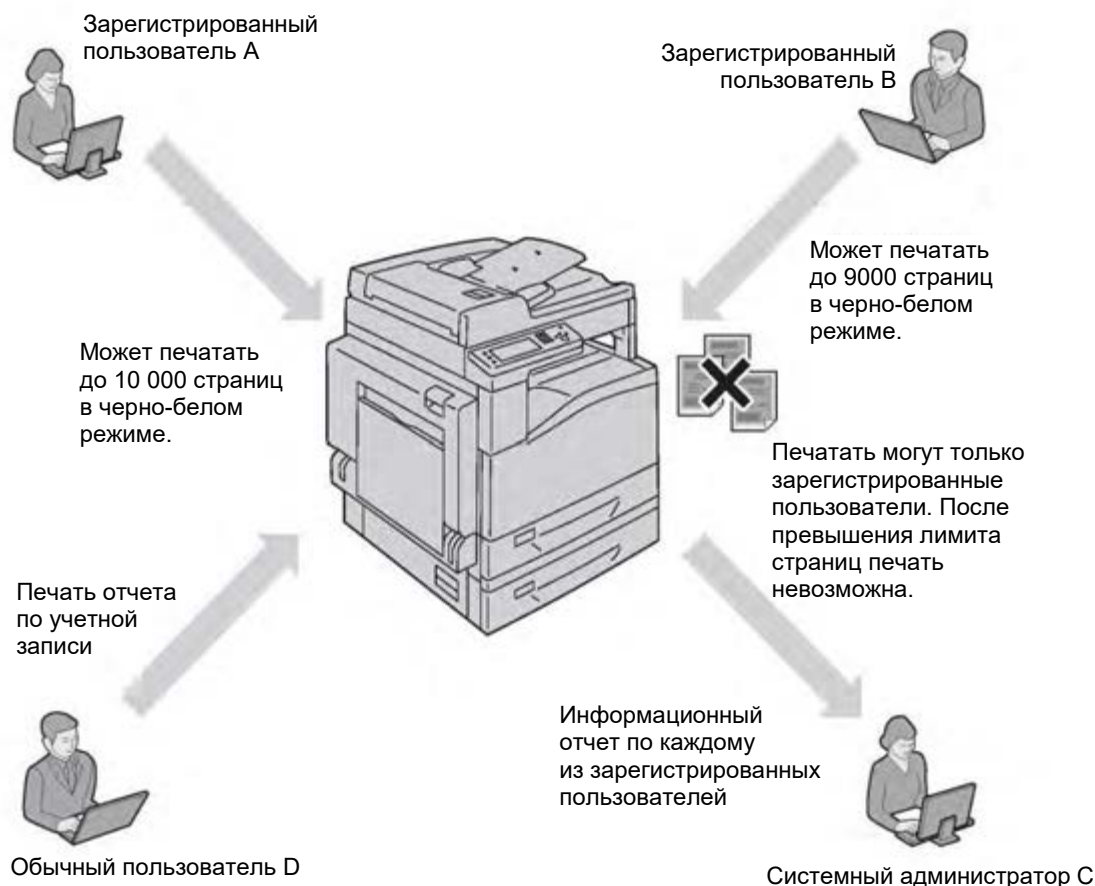 Зарегистрированный
пользователь A
Зарегистрированный
пользователь B
Может печатать
до 9000 страниц
в черно-белом
режиме.
Может печатать
до 10 000 страниц
в черно-белом
режиме.
Печатать могут только
зарегистрированные
пользователи. После
превышения лимита
страниц печать
невозможна.
Печать отчета
по учетной
записи
Информационный
отчет по каждому
из зарегистрированных
пользователей
Обычный пользователь D
Системный администратор C